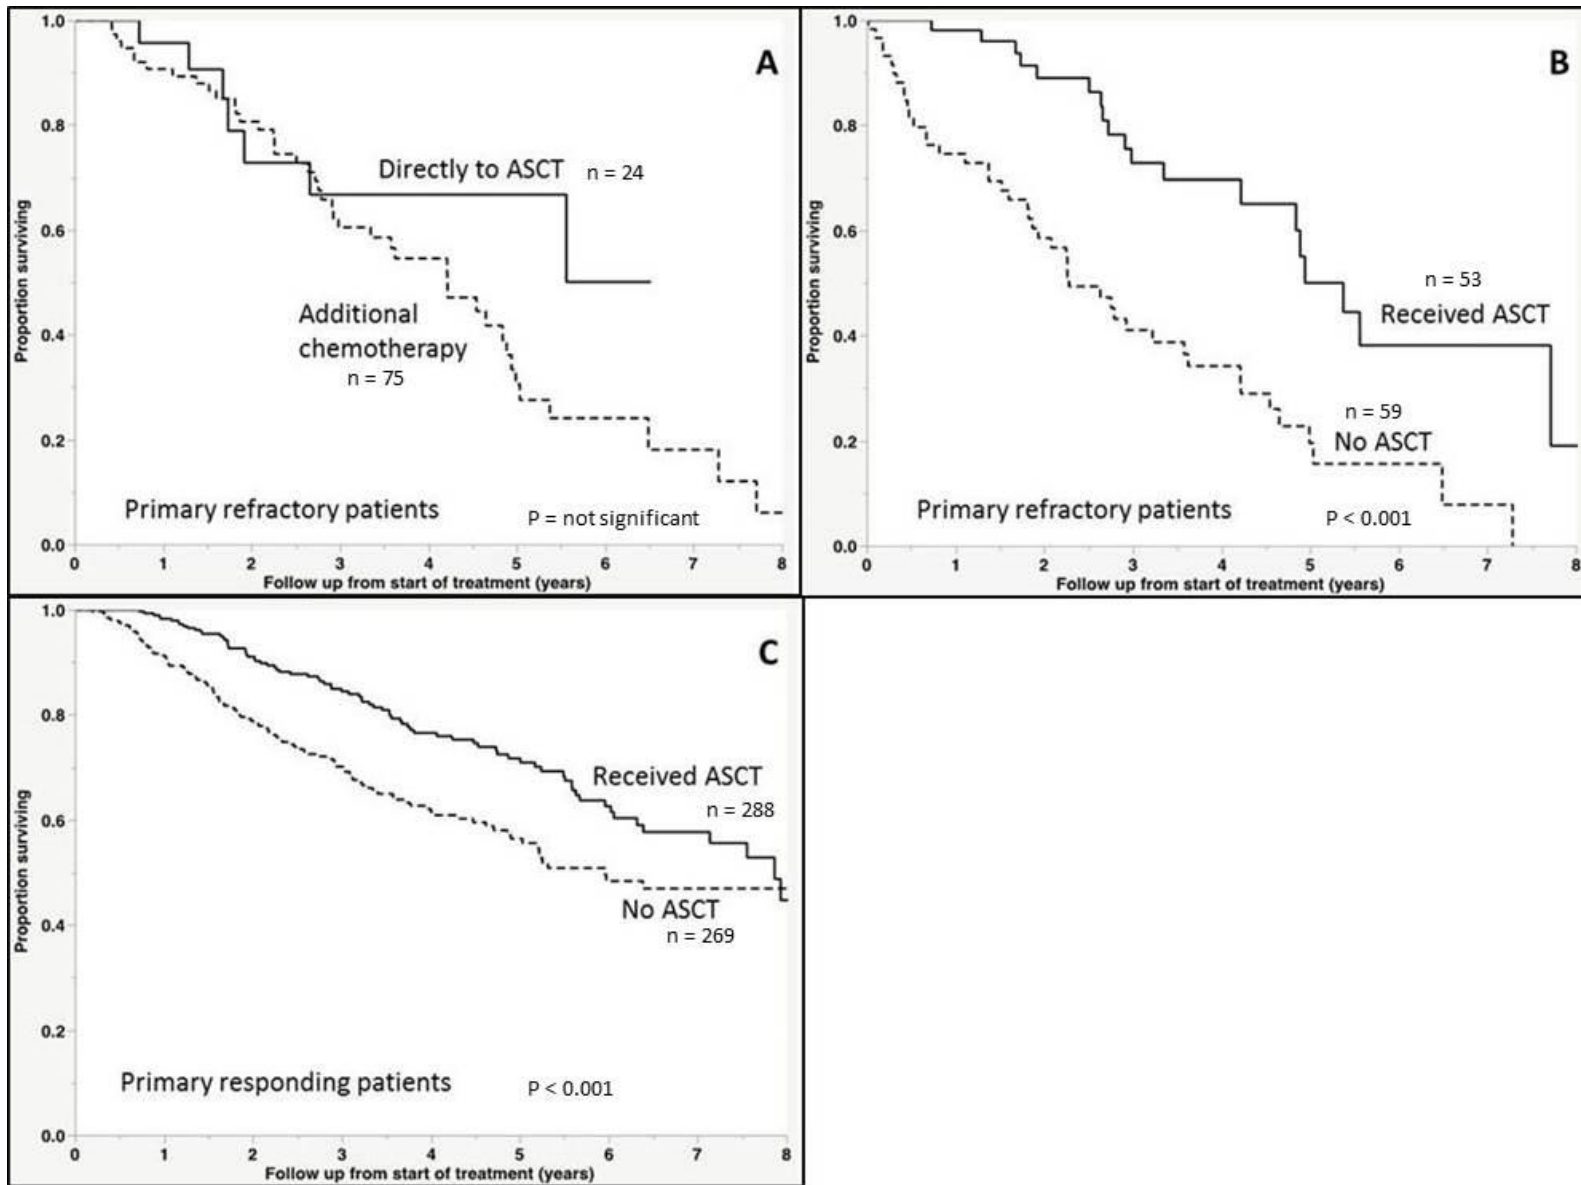 1.0
0.8
0.6
0.4
0.2
0.0
Proportion surviving
A
Directly to ASCT n = 24
Additional
chemotherapy
n = 75
Primary refractory patients P = not significant
0 1 2 3 4 5 6 7 8
Follow up from start of treatment (years)
1.0
0.8
0.6
0.4
0.2
0.0
Proportion surviving
B
n = 53
Received ASCT
n = 59
No ASCT
Primary refractory patients P < 0.001
0 1 2 3 4 5 6 7 8
Follow up from start of treatment (years)
1.0
0.8
0.6
0.4
0.2
0.0
Proportion surviving
C
Received ASCT
n = 288
No ASCT
n = 269
Primary responding patients P < 0.001
0 1 2 3 4 5 6 7 8
Follow up from start of treatment (years)